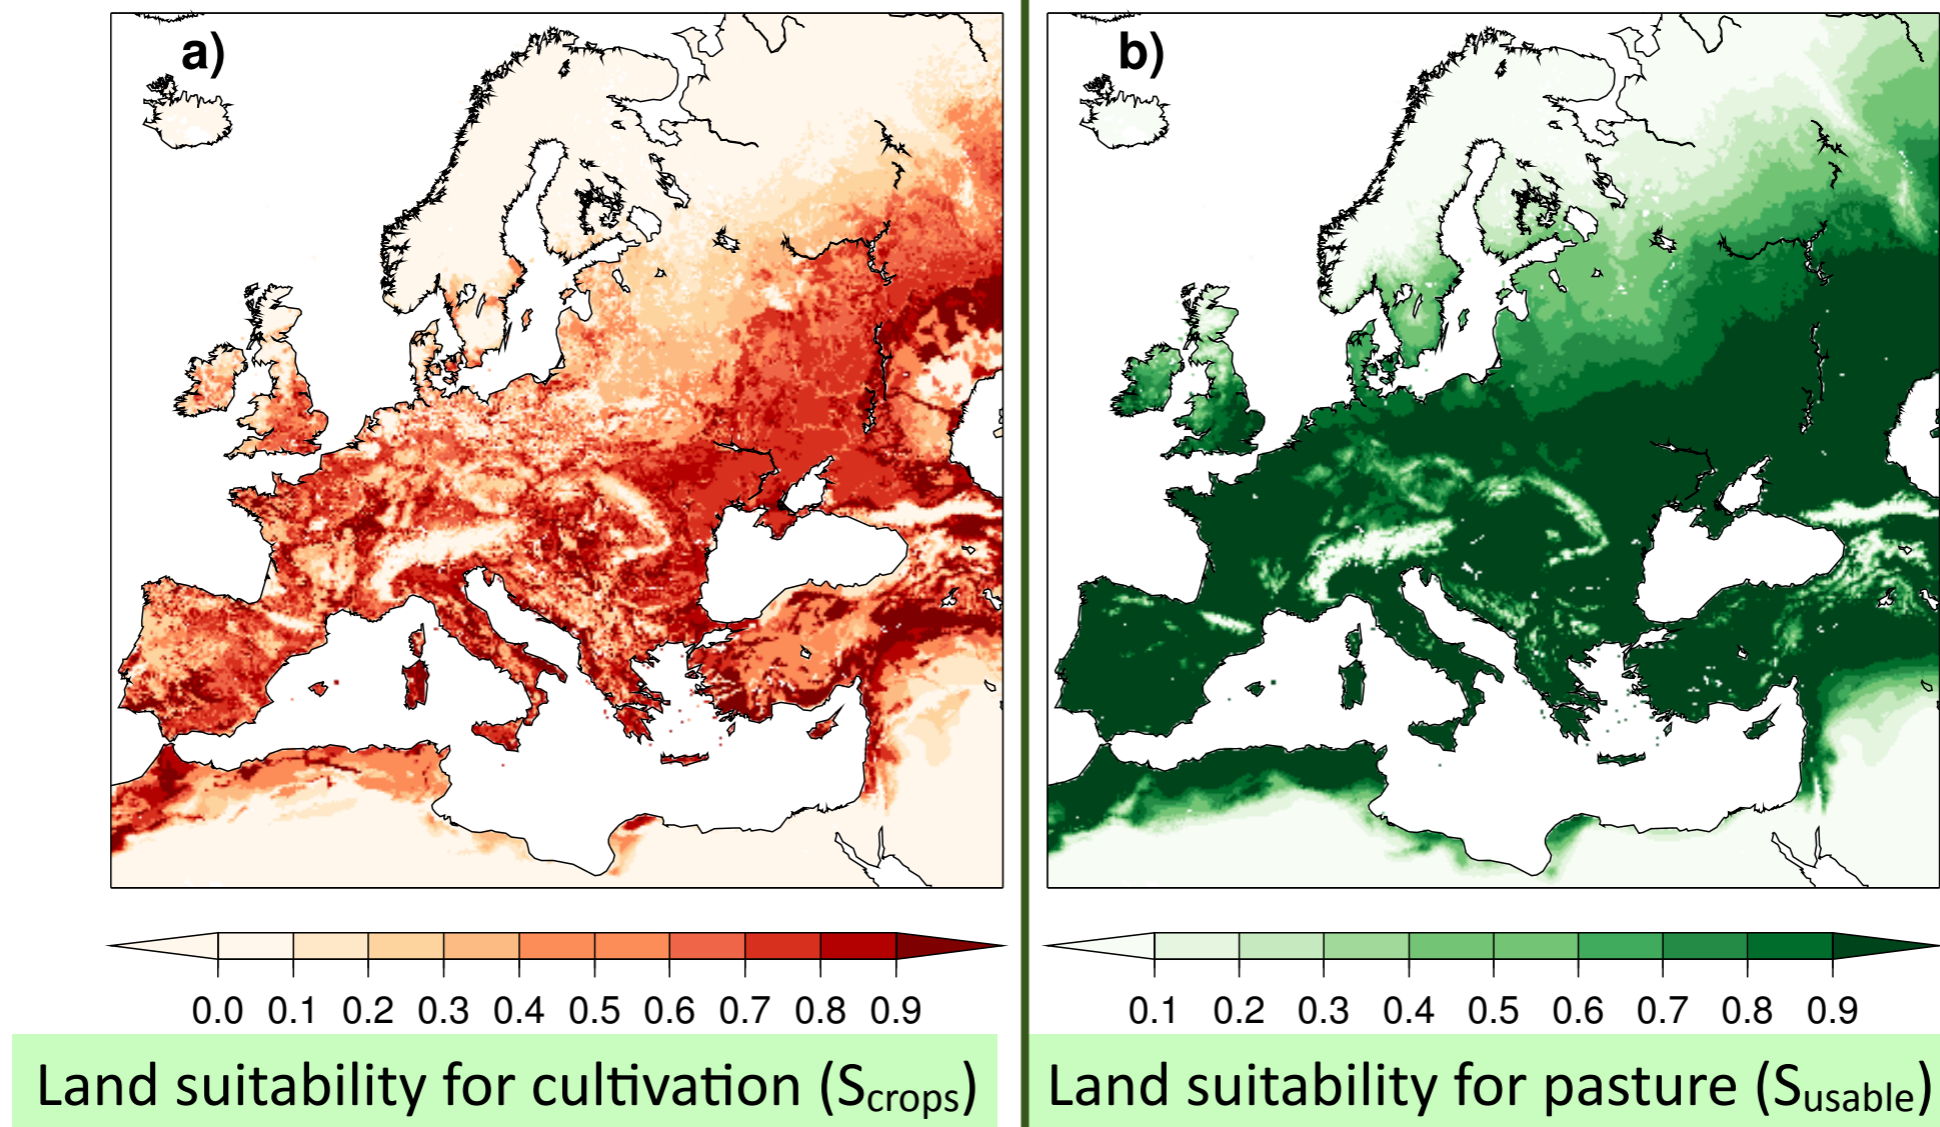 a)
b)
0.0 0.1 0.2 0.3 0.4 0.5 0.6 0.7 0.8 0.9
0.1 0.2 0.3 0.4 0.5 0.6 0.7 0.8 0.9
Land suitability for cultivation (Scrops)
Land suitability for pasture (Susable)